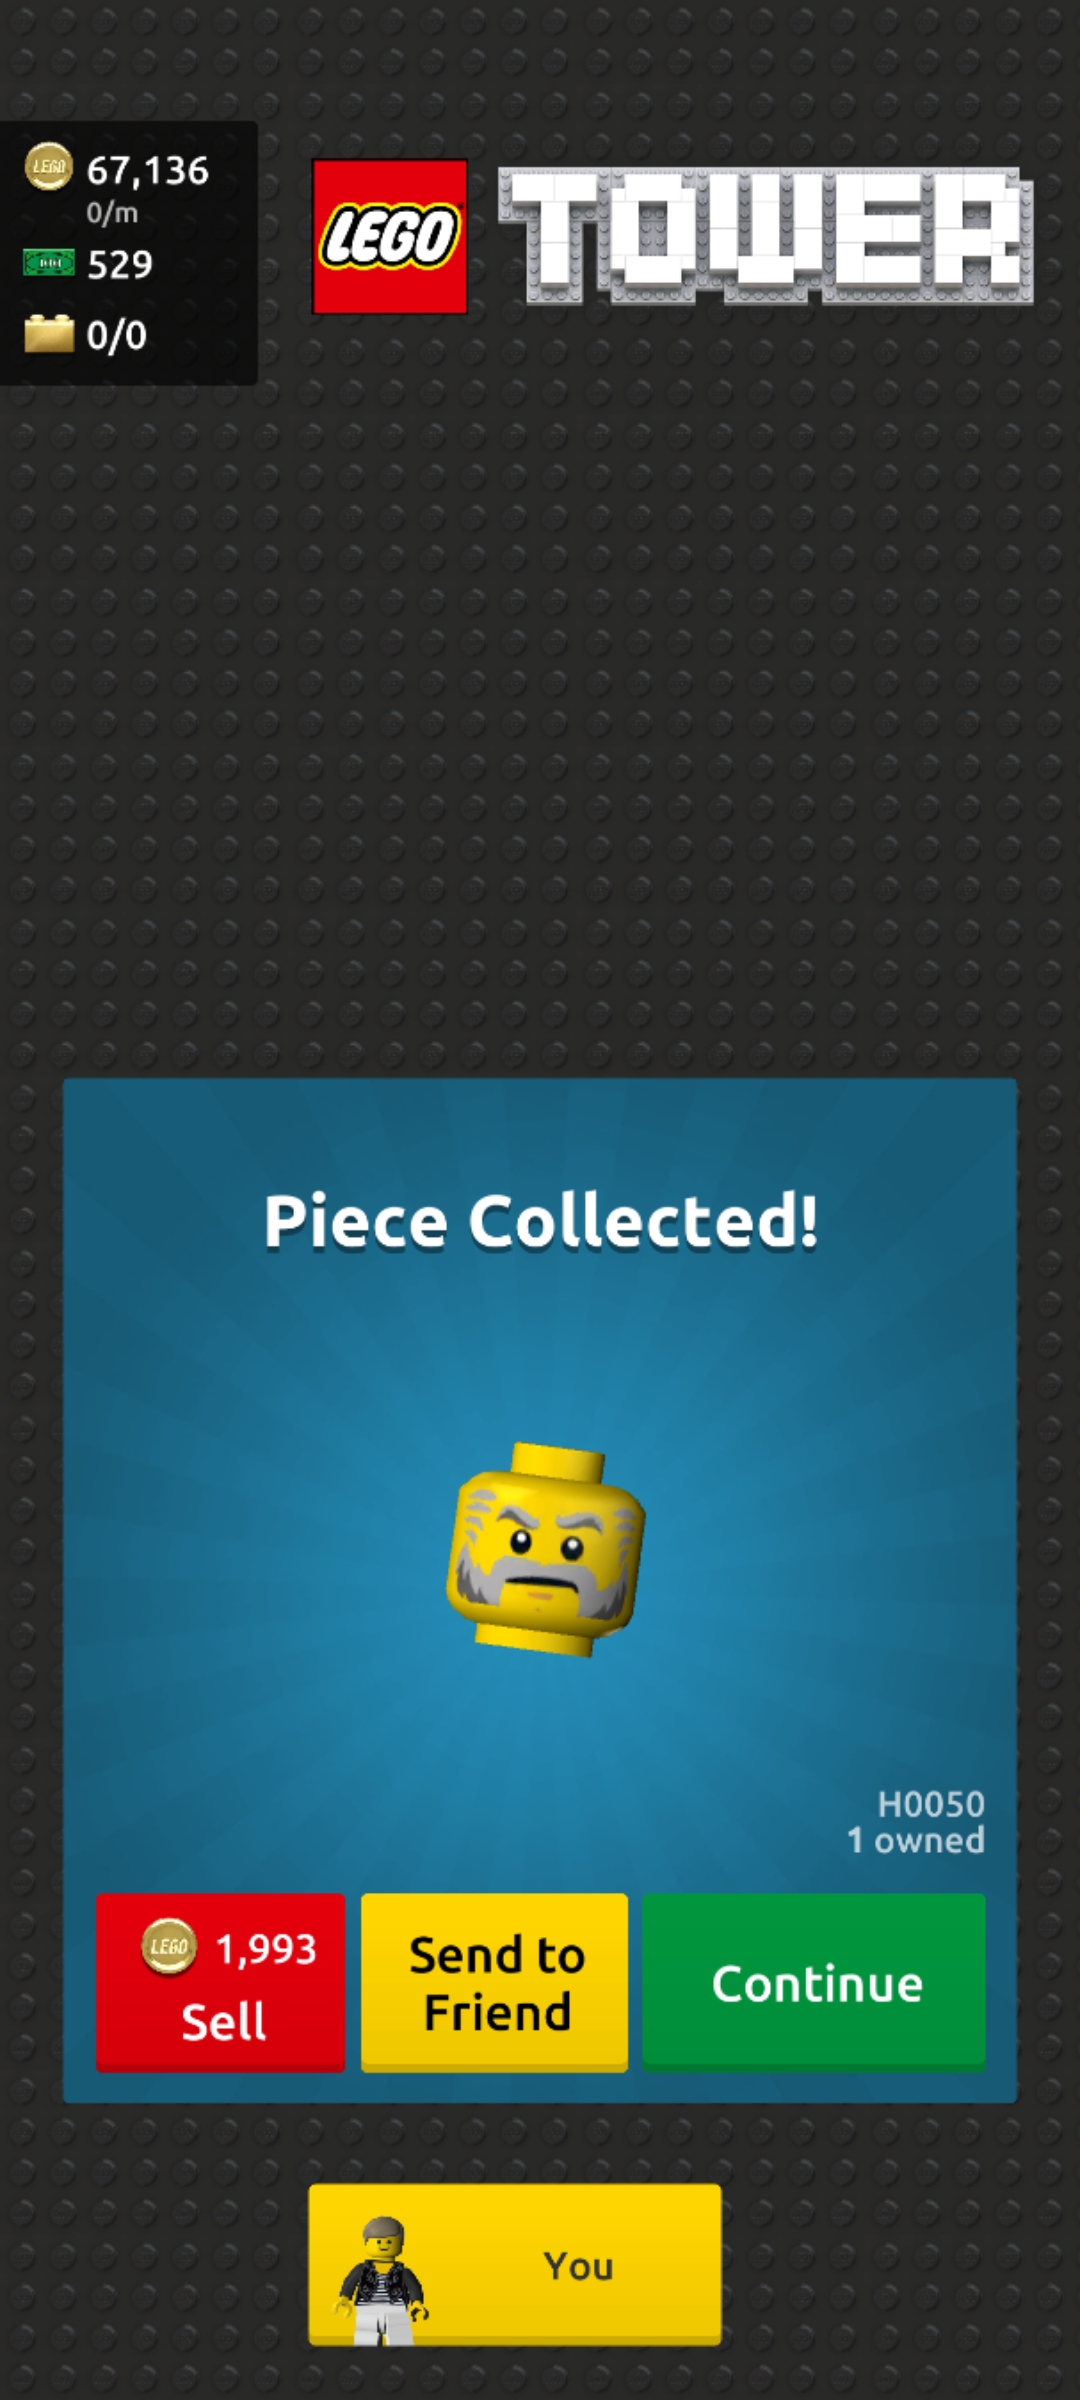 LEGO 67,136
0/m
529
0/0
LEGO TOWER
Piece Collected!
H0050
1 owned
LEGO 1,993
Sell
Send to
Friend
Continue
You